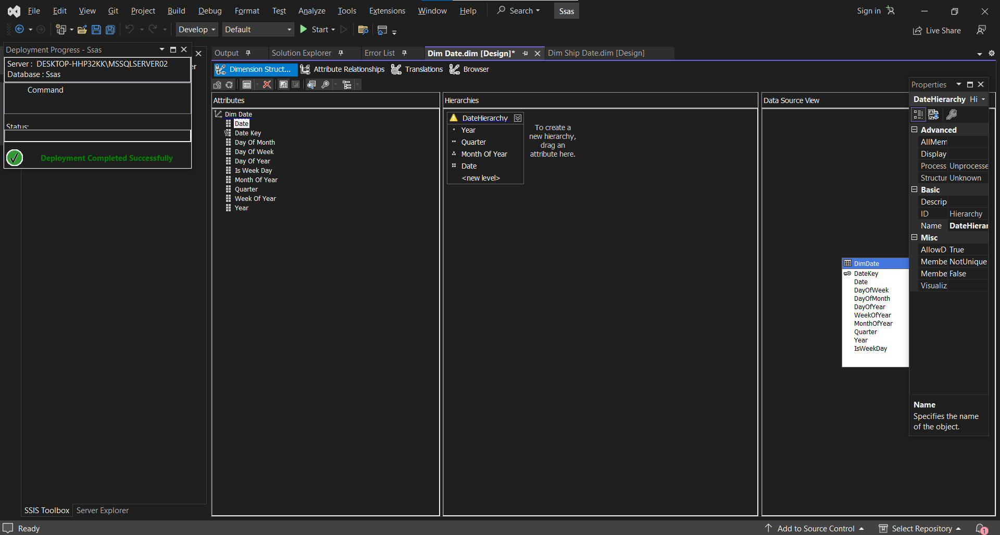 File Edit View Git Project Build Debug Format Test Analyze Tools Extensions Window Help Search Ssas Sign in
Develop Default Start Live Share
Deployment Progress - Ssas
Server : DESKTOP-HHP32KK\MSSQLSERVER02
Database : Ssas
Command
Status:
Deployment Completed Successfully
er
SSIS Toolbox Server Explorer
Output Solution Explorer Error List Dim Date.dim [Design]* Dim Ship Date.dim [Design]
Dimension Struct... Attribute Relationships Translations Browser
Attributes
Dim Date
Date
Date Key
Day Of Month
Day Of Week
Day Of Year
Is Week Day
Month Of Year
Quarter
Week Of Year
Year
Hierarchies
DateHierarchy
Year
Quarter
Month Of Year
Date
<new level>
To create a
new hierarchy,
drag an
attribute here.
Data Source View
DimDate
DateKey
Date
DayOfWeek
DayOfMonth
DayOfYear
WeekOfYear
MonthOfYear
Quarter
Year
IsWeekDay
Properties
DateHierarchy Hi
Advanced
AllMem
Display
Process Unprocesse
Structur Unknown
Basic
Descrip
ID Hierarchy
Name DateHierar
Misc
AllowD True
Membe NotUnique
Membe False
Visualiz
Name
Specifies the name
of the object.
Ready Add to Source Control Select Repository 1